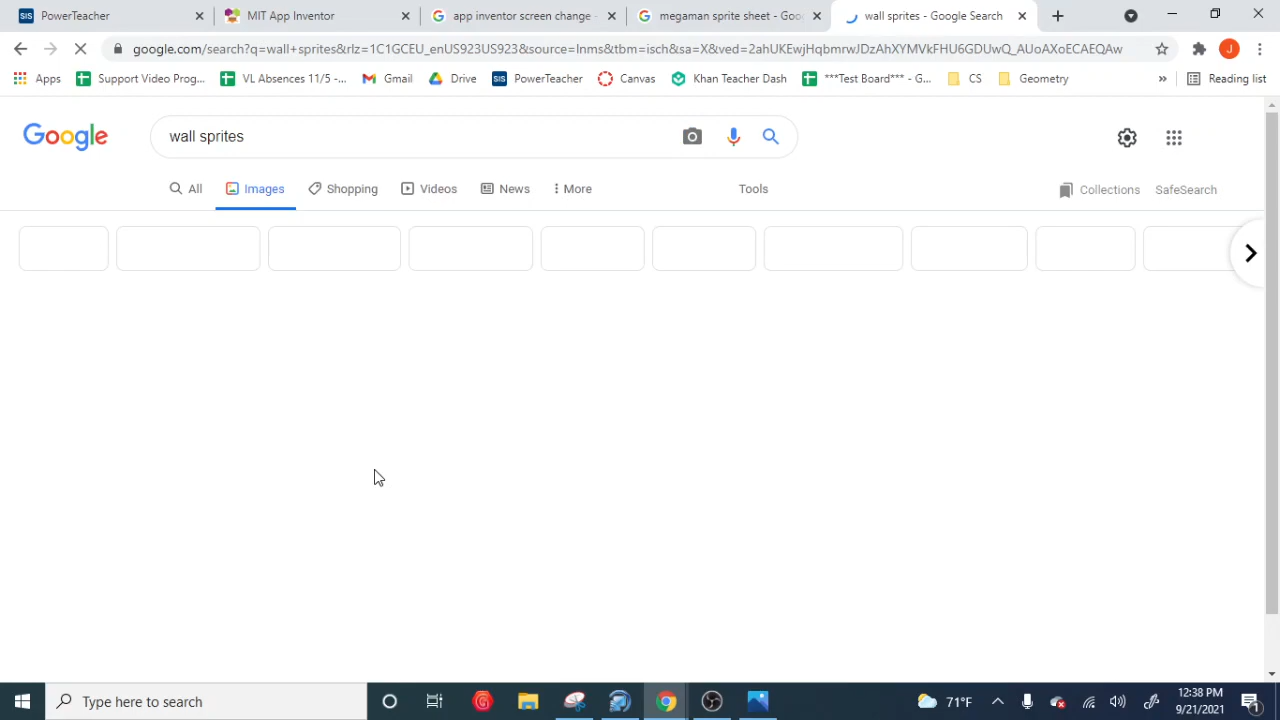 PowerTeacher
MIT App Inventor
app inventor screen change -
megaman sprite sheet - Goo
wall sprites - Google Search
google.com/search?q=wall+sprites&rlz=1C1GCEU_enUS923US923&source=lnms&tbm=isch&sa=X&ved=2ahUKEwjHqbmrwJDzAhXYMVkFHU6GDUwQ_AUoAXoECAEQAw
Apps
Support Video Prog...
VL Absences 11/5 -...
Gmail
Drive
PowerTeacher
Canvas
Khan Teacher Dash
***Test Board*** - G...
CS
Geometry
»
Reading list
Google
wall sprites
All
Images
Shopping
Videos
News
More
Tools
Collections
SafeSearch
Type here to search
71°F
12:38 PM
9/21/2021